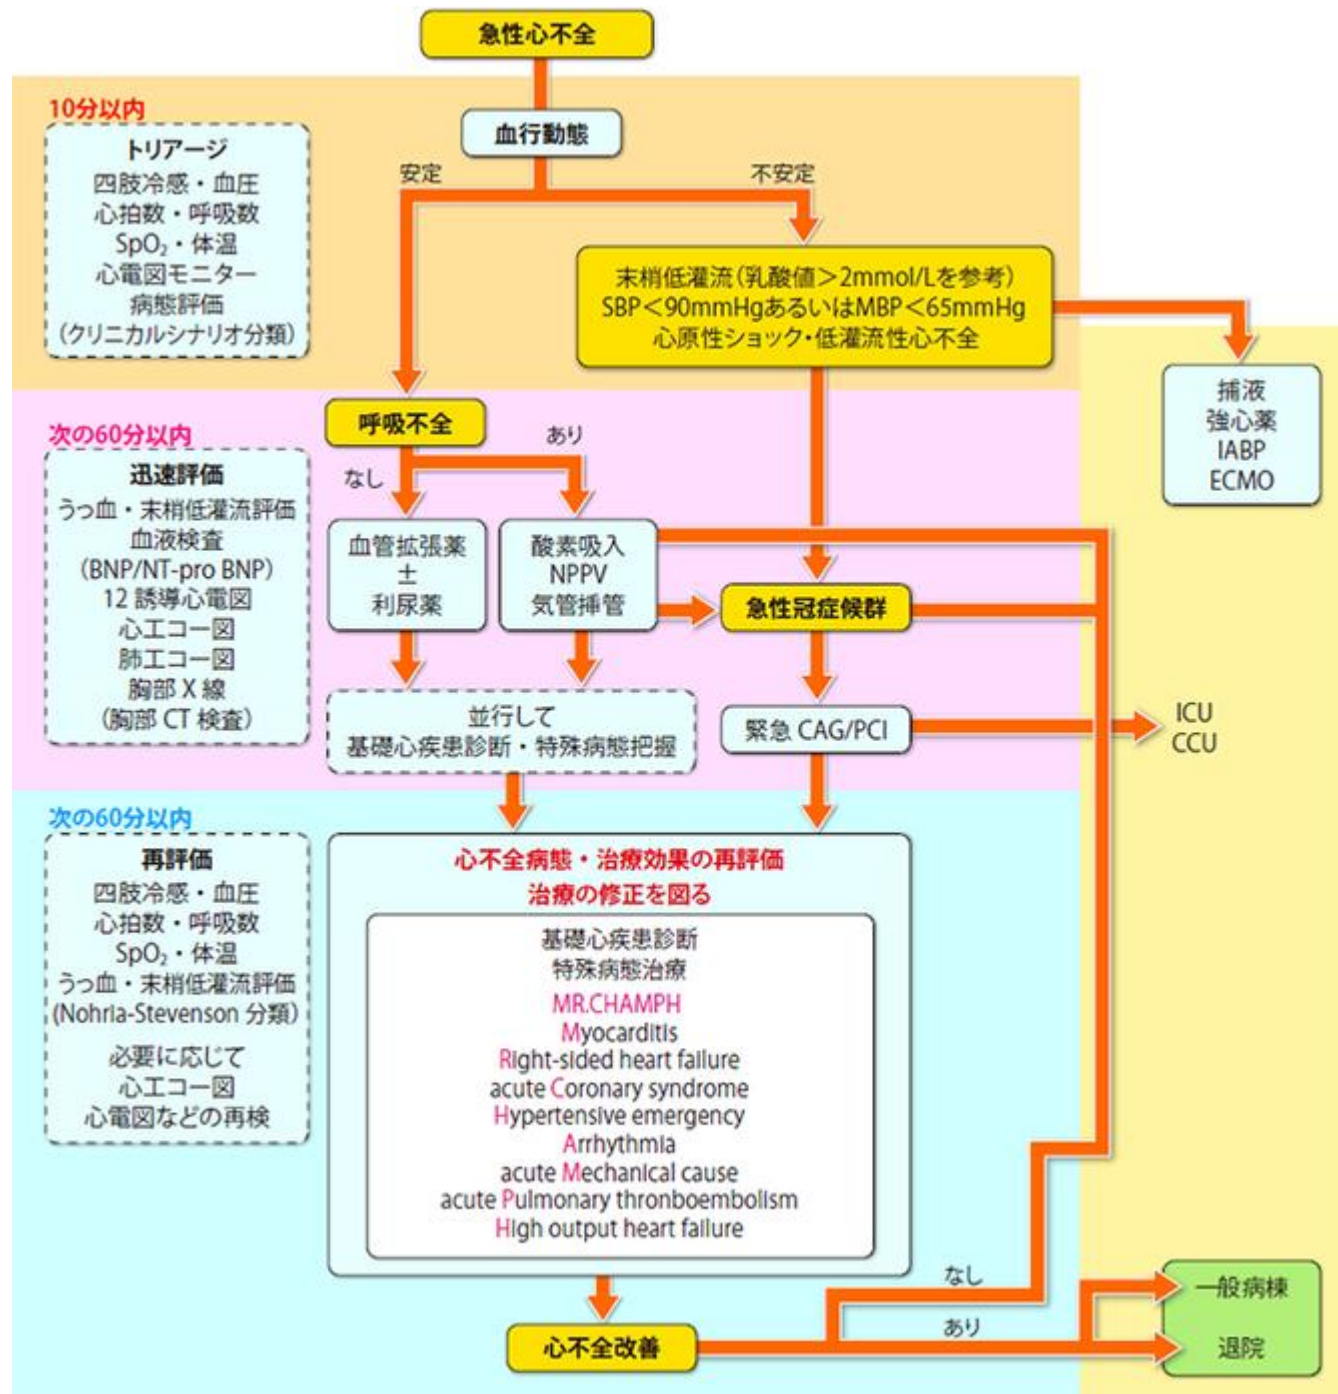 急性心不全
10分以内
トリアージ
四肢冷感・血圧
心拍数・呼吸数
SpO₂・体温
心電図モニター
病態評価
(クリニカルシナリオ分類)
血行動態
安定
不安定
末梢低灌流(乳酸値>2mmol/Lを参考)
SBP<90mmHgあるいはMBP<65mmHg
心原性ショック・低灌流性心不全
捕液
強心薬
IABP
ECMO
次の60分以内
迅速評価
うっ血・末梢低灌流評価
血液検査
(BNP/NT-pro BNP)
12 誘導心電図
心エコー図
肺エコー図
胸部 X 線
(胸部 CT 検査)
呼吸不全
なし
あり
血管拡張薬
±
利尿薬
酸素吸入
NPPV
気管挿管
急性冠症候群
並行して
基礎心疾患診断・特殊病態把握
緊急 CAG/PCI
ICU
CCU
次の60分以内
再評価
四肢冷感・血圧
心拍数・呼吸数
SpO₂・体温
うっ血・末梢低灌流評価
(Nohria-Stevenson 分類)
必要に応じて
心エコー図
心電図などの再検
心不全病態・治療効果の再評価
治療の修正を図る
基礎心疾患診断
特殊病態治療
MR.CHAMPH
Myocarditis
Right-sided heart failure
acute Coronary syndrome
Hypertensive emergency
Arrhythmia
acute Mechanical cause
acute Pulmonary thronboembolism
High output heart failure
心不全改善
なし
あり
一般病棟
退院